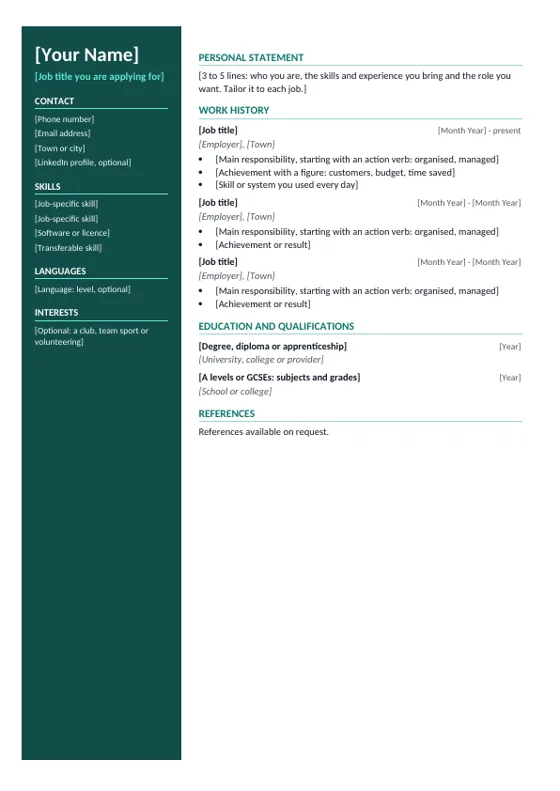 [Your Name]
[Job title you are applying for]
CONTACT
[Phone number]
[Email address]
[Town or city]
[LinkedIn profile, optional]
SKILLS
[Job-specific skill]
[Job-specific skill]
[Software or licence]
[Transferable skill]
LANGUAGES
[Language: level, optional]
INTERESTS
[Optional: a club, team sport or
volunteering]
PERSONAL STATEMENT
[3 to 5 lines: who you are, the skills and experience you bring and the role you
want. Tailor it to each job.]
WORK HISTORY
[Job title] [Month Year] - present
[Employer], [Town]
• [Main responsibility, starting with an action verb: organised, managed]
• [Achievement with a figure: customers, budget, time saved]
• [Skill or system you used every day]
[Job title] [Month Year] - [Month Year]
[Employer], [Town]
• [Main responsibility, starting with an action verb: organised, managed]
• [Achievement or result]
[Job title] [Month Year] - [Month Year]
[Employer], [Town]
• [Main responsibility, starting with an action verb: organised, managed]
• [Achievement or result]
EDUCATION AND QUALIFICATIONS
[Degree, diploma or apprenticeship] [Year]
[University, college or provider]
[A levels or GCSEs: subjects and grades] [Year]
[School or college]
REFERENCES
References available on request.